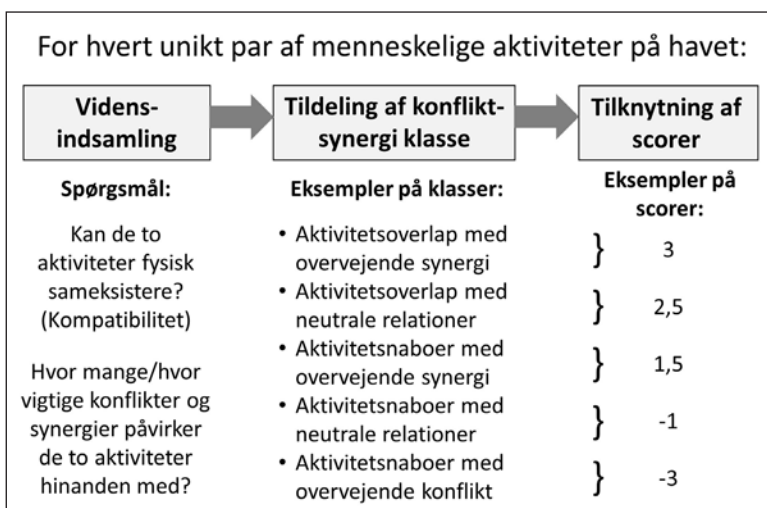 For hvert unikt par af menneskelige aktiviteter på havet:
Videns-
indsamling
Tildeling af konflikt-
synergi klasse
Tilknytning af
scorer
Spørgsmål:
Kan de to
aktiviteter fysisk
sameksistere?
(Kompatibilitet)
Hvor mange/hvor
vigtige konflikter og
synergier påvirker
de to aktiviteter
hinanden med?
Eksempler på klasser:
• Aktivitetsoverlap med
overvejende synergi
• Aktivitetsoverlap med
neutrale relationer
• Aktivitetsnaboer med
overvejende synergi
• Aktivitetsnaboer med
neutrale relationer
• Aktivitetsnaboer med
overvejende konflikt
Eksempler på
scorer:
} 3
} 2,5
} 1,5
} -1
} -3